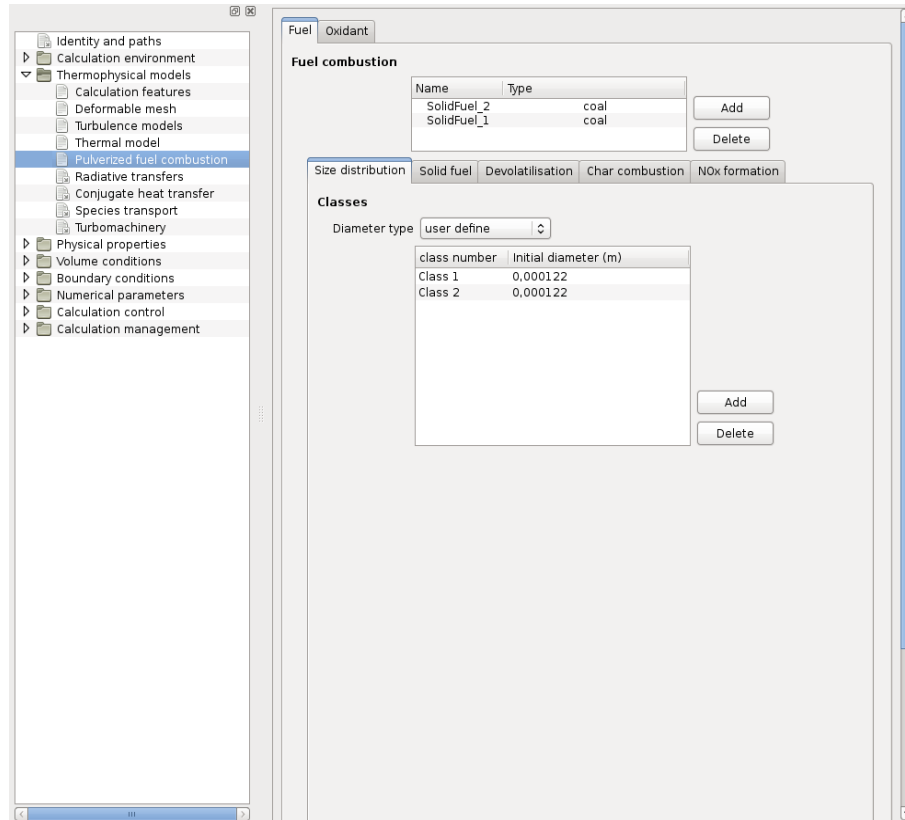 Identity and paths
Calculation environment
Thermophysical models
Calculation features
Deformable mesh
Turbulence models
Thermal model
Pulverized fuel combustion
Radiative transfers
Conjugate heat transfer
Species transport
Turbomachinery
Physical properties
Volume conditions
Boundary conditions
Numerical parameters
Calculation control
Calculation management
Fuel Oxidant
Fuel combustion
Name Type
SolidFuel_2 coal
SolidFuel_1 coal
Add
Delete
Size distribution Solid fuel Devolatilisation Char combustion NOx formation
Classes
Diameter type user define
class number Initial diameter (m)
Class 1 0,000122
Class 2 0,000122
Add
Delete